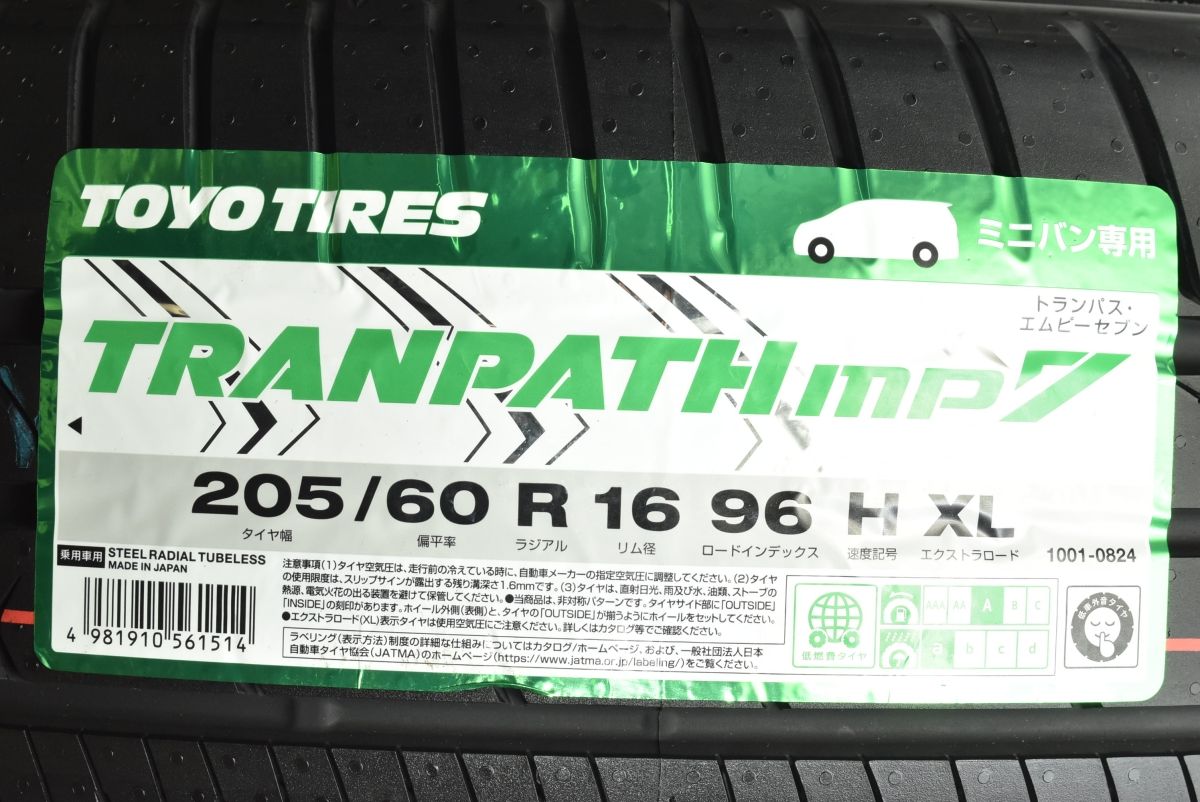 TOYO TIRES
ミニバン専用
トランパス・
エムピーセブン
TRANPATH mp7
205/60 R 16 96 H XL
タイヤ幅 偏平率 ラジアル リム径 ロードインデックス 速度記号 エクストラロード 1001-0824
乗用車用 STEEL RADIAL TUBELESS
MADE IN JAPAN
4 981910 561514
注意事項(1)タイヤ空気圧は、走行前の冷えている時に、自動車メーカーの指定空気圧に調整してください。(2)タイヤ
の使用限度は、スリップサインが露出する残り溝深さ1.6mmです。(3)タイヤは、直射日光、雨及び水、油類、ストーブの
熱源、電気火花の出る装置を避けて保管してください。●当商品は、非対称パターンです。タイヤサイド部に「OUTSIDE」
「INSIDE」の刻印があります。ホイール外側(表側)と、タイヤの「OUTSIDE」が揃うようにホイールをセットしてください。
●エクストラロード(XL)表示タイヤは使用空気圧にご注意ください。詳しくはカタログ等でご確認ください。
ラベリング(表示方法)制度の詳細な仕組みについてはカタログ/ホームページ、および、一般社団法人日本
自動車タイヤ協会(JATMA)のホームページ(https://www.jatma.or.jp/labeling/)をご覧ください。
低燃費タイヤ
AAA AA A B C
a b c d
低車外音タイヤ